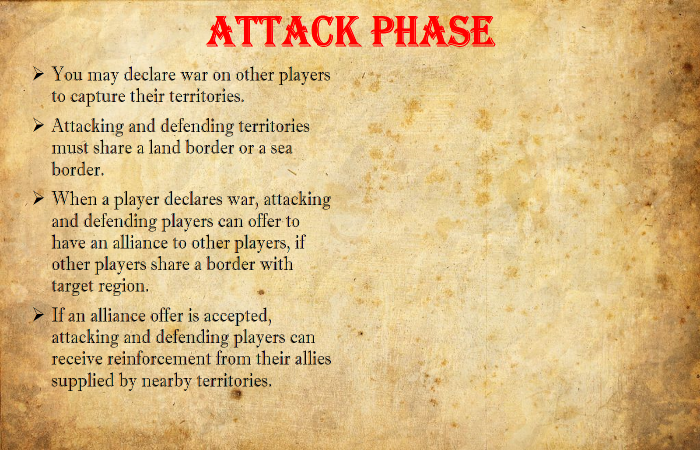 ATTACK PHASE
➢ You may declare war on other players
to capture their territories.
➢ Attacking and defending territories
must share a land border or a sea
border.
➢ When a player declares war, attacking
and defending players can offer to
have an alliance to other players, if
other players share a border with
target region.
➢ If an alliance offer is accepted,
attacking and defending players can
receive reinforcement from their allies
supplied by nearby territories.